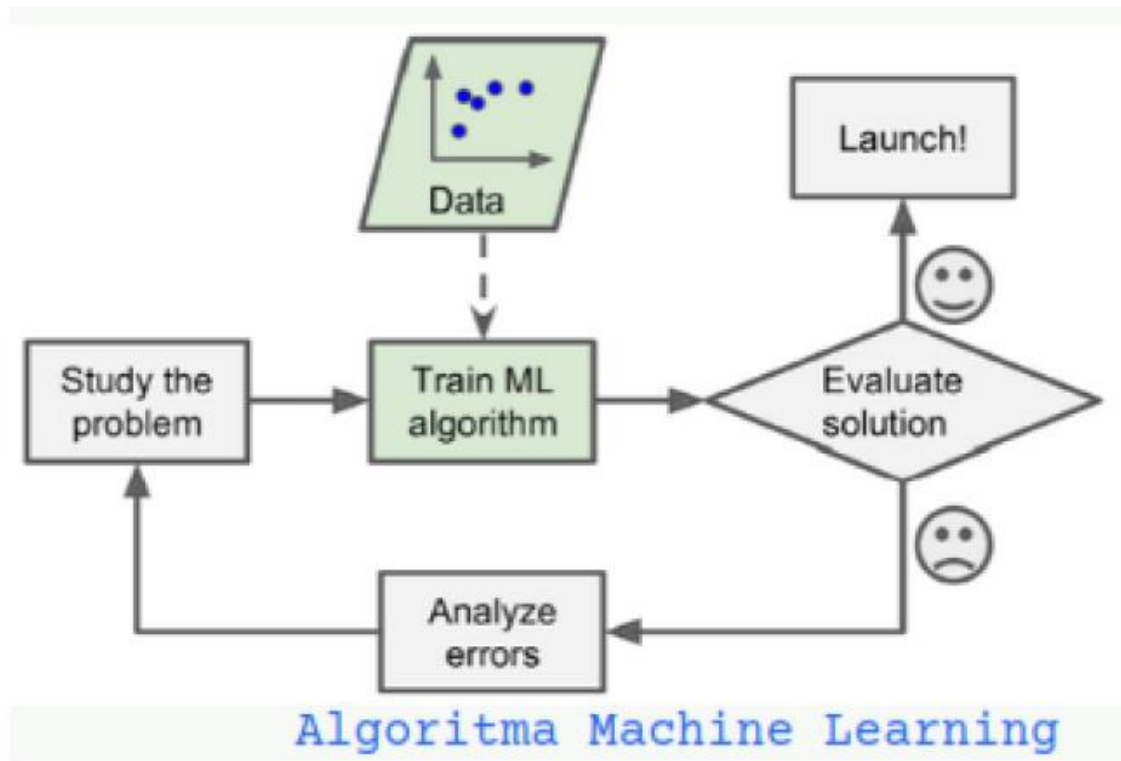 Data
Launch!
Study the
problem
Train ML
algorithm
Evaluate
solution
Analyze
errors
Algoritma Machine Learning